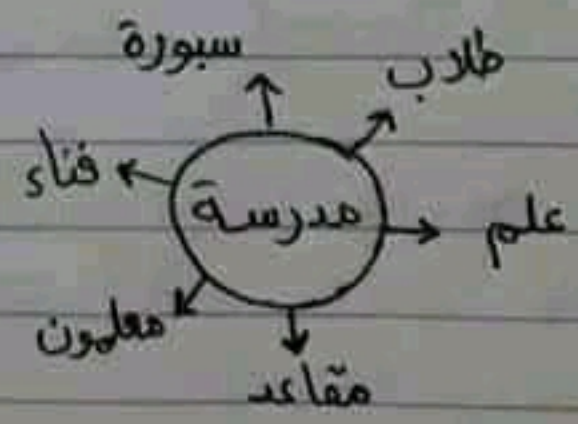 سبورة
طلاب
فناء
مدرسة
علم
معلمون
مقاعد